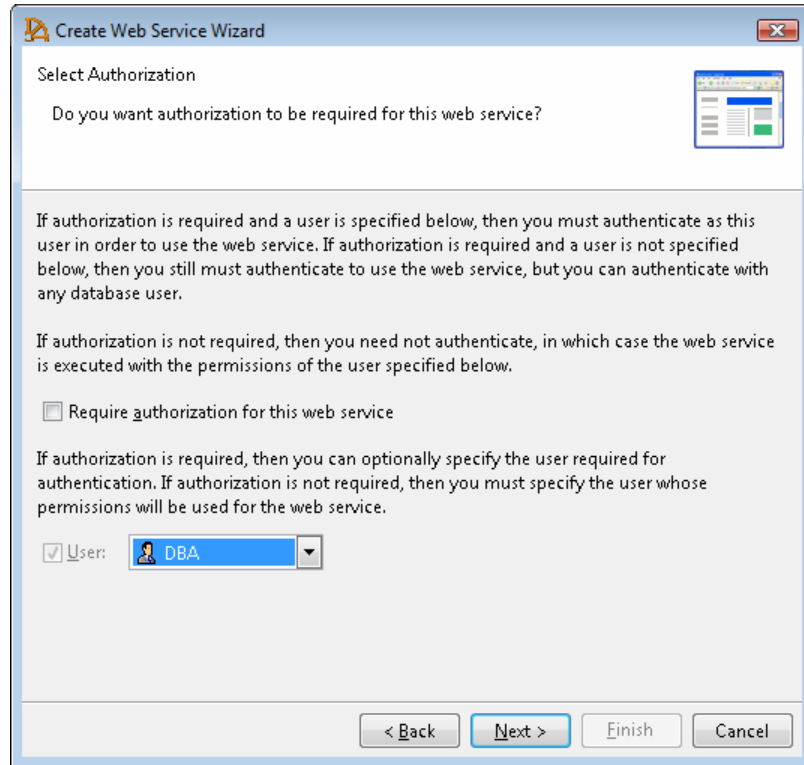 Create Web Service Wizard
Select Authorization
Do you want authorization to be required for this web service?
If authorization is required and a user is specified below, then you must authenticate as this
user in order to use the web service. If authorization is required and a user is not specified
below, then you still must authenticate to use the web service, but you can authenticate with
any database user.
If authorization is not required, then you need not authenticate, in which case the web service
is executed with the permissions of the user specified below.
Require authorization for this web service
If authorization is required, then you can optionally specify the user required for
authentication. If authorization is not required, then you must specify the user whose
permissions will be used for the web service.
User: DBA
< Back Next > Finish Cancel